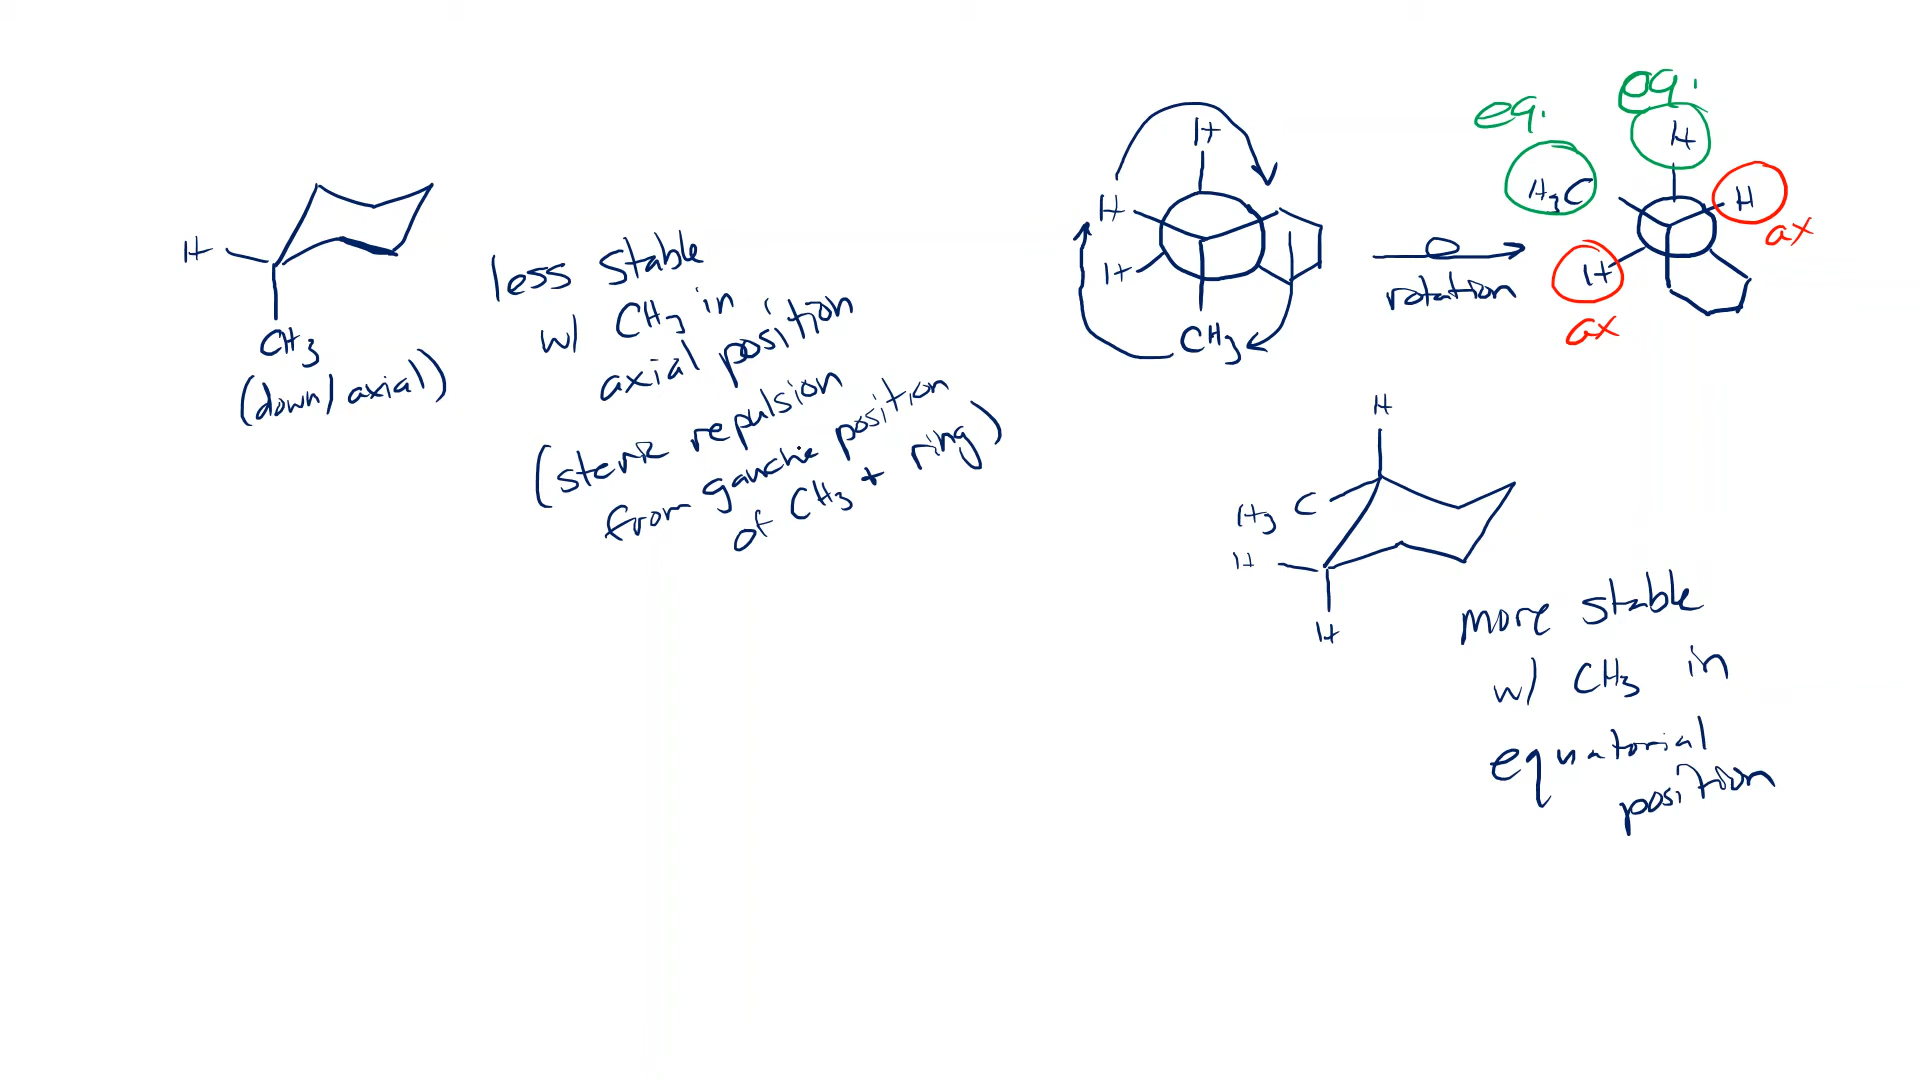 H
CH3
(down/axial)
less stable
w/ CH3 in
axial position
(steric repulsion
from gauche position
of CH3 + ring)
H
H
H
CH3
rotation
eq.
eq.
H
H3C
H
ax
H
ax
H
H3C
H
H
more stable
w/ CH3 in
equatorial
position